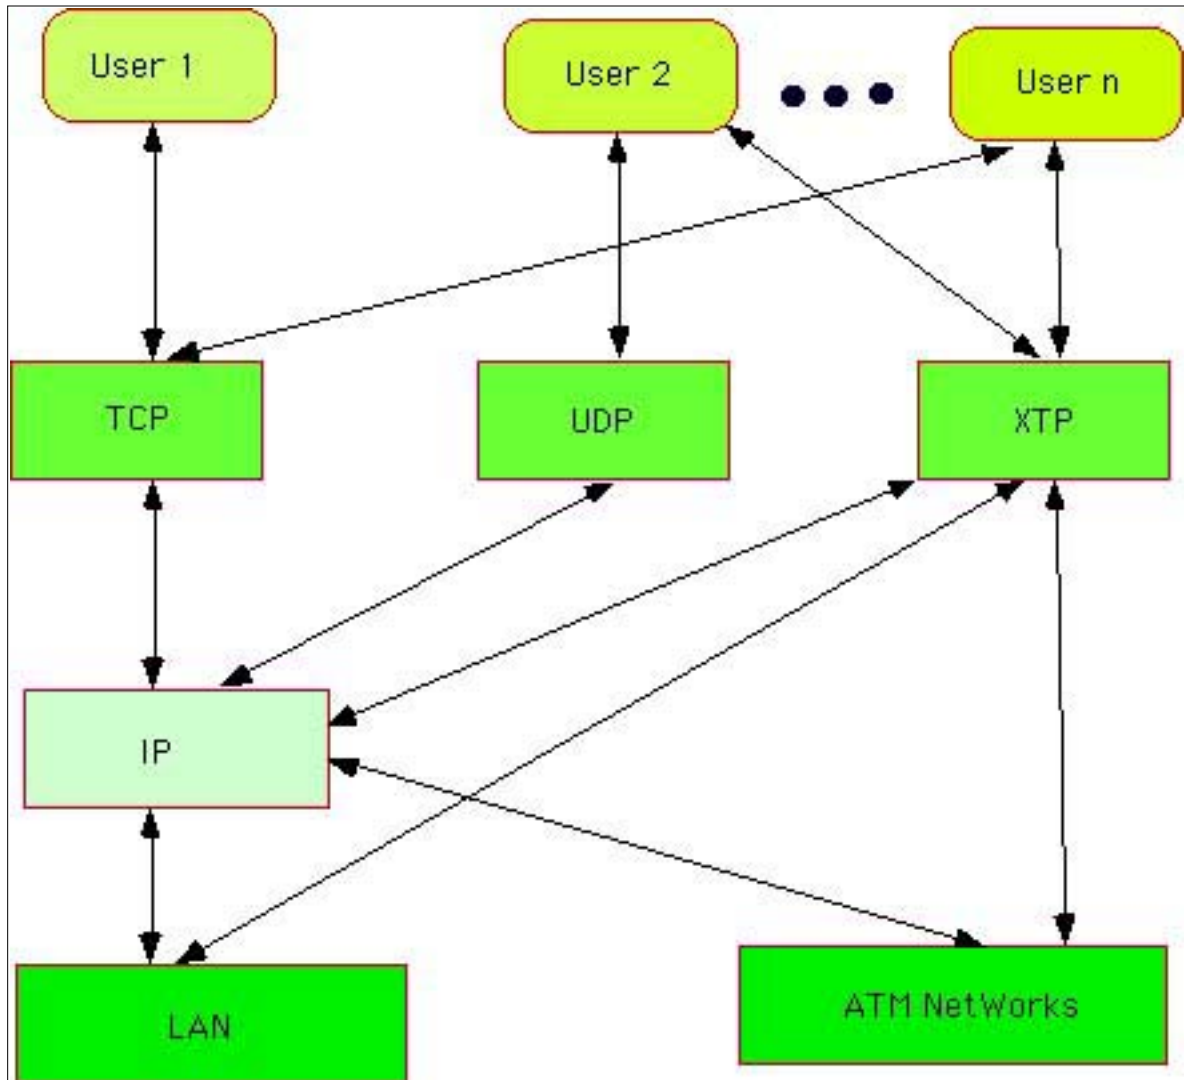 User 1
User 2
User n
TCP
UDP
XTP
IP
LAN
ATM NetWorks